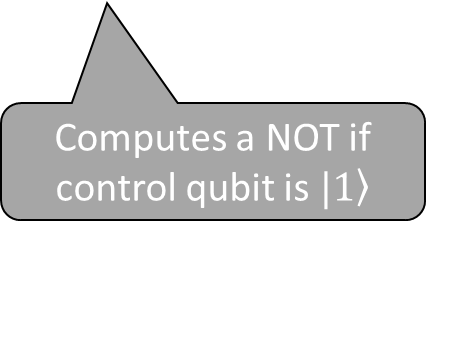 Computes a NOT if
control qubit is |1⟩